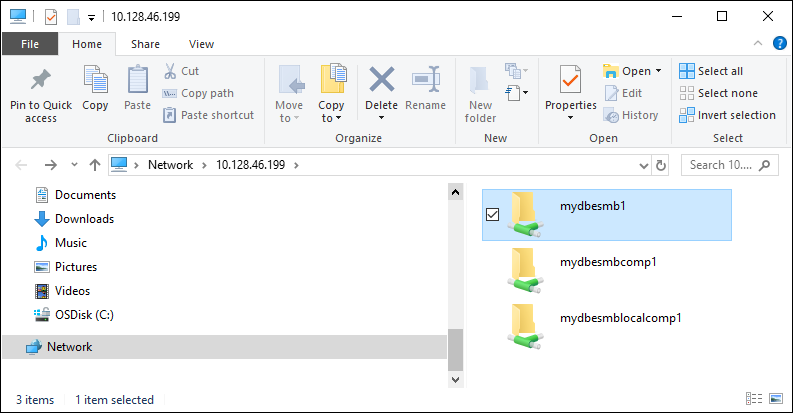 10.128.46.199
File Home Share View
Pin to Quick access
Copy
Paste
Cut
Copy path
Paste shortcut
Clipboard
Move to
Copy to
Delete
Rename
Organize
New folder
New
Properties
Open
Edit
History
Open
Select all
Select none
Invert selection
Select
Network 10.128.46.199
Search 10....
Documents
Downloads
Music
Pictures
Videos
OSDisk (C:)
Network
mydbesmb1
mydbesmbcomp1
mydbesmblocalcomp1
3 items 1 item selected